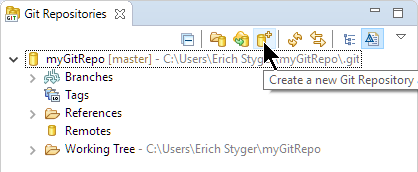 Git Repositories
myGitRepo [master] - C:\Users\Erich Styger\myGitRepo\.git
Create a new Git Repository
Branches
Tags
References
Remotes
Working Tree - C:\Users\Erich Styger\myGitRepo